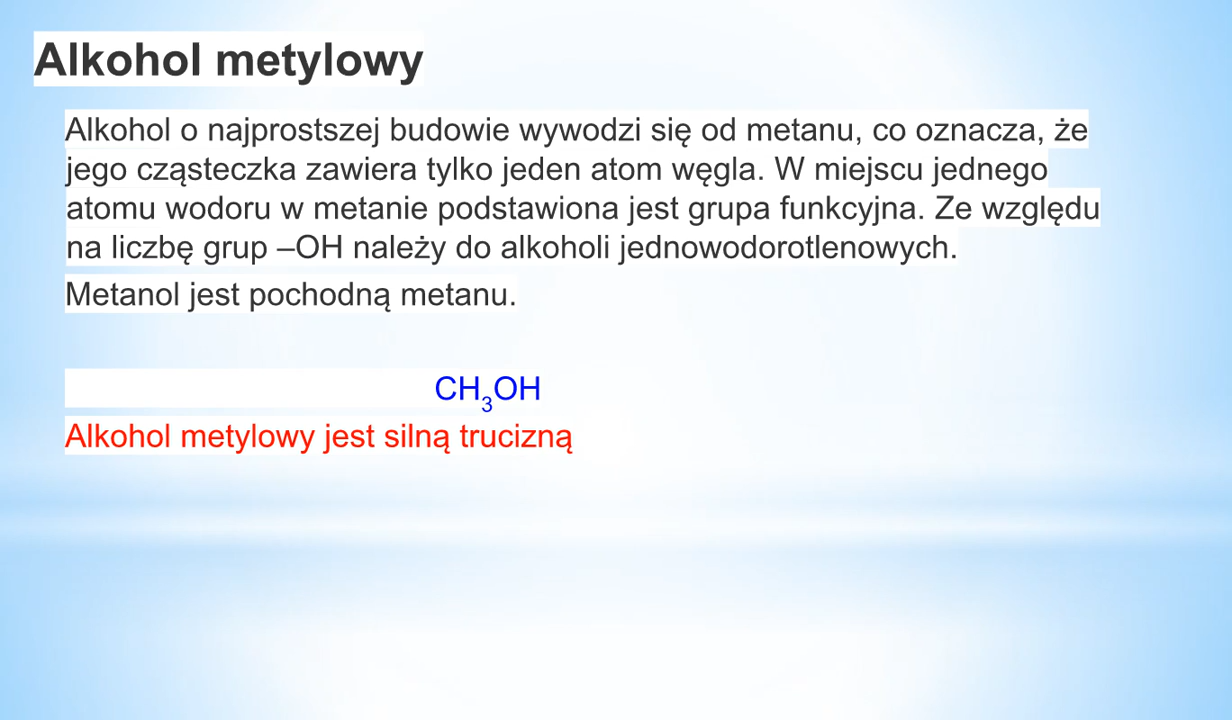 Alkohol metylowy
Alkohol o najprostszej budowie wywodzi się od metanu, co oznacza, że
jego cząsteczka zawiera tylko jeden atom węgla. W miejscu jednego
atomu wodoru w metanie podstawiona jest grupa funkcyjna. Ze względu
na liczbę grup –OH należy do alkoholi jednowodorotlenowych.
Metanol jest pochodną metanu.
CH₃OH
Alkohol metylowy jest silną trucizną